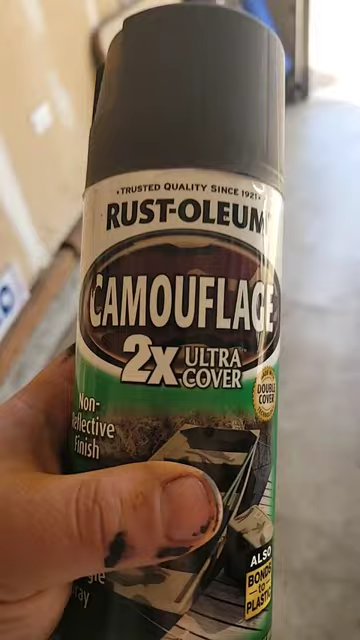 •TRUSTED QUALITY SINCE 1921•
RUST-OLEUM
CAMOUFLAGE
2X ULTRA COVER
DOUBLE COVER
Non-
Reflective
Finish
ALSO
BONDS
to
PLASTIC